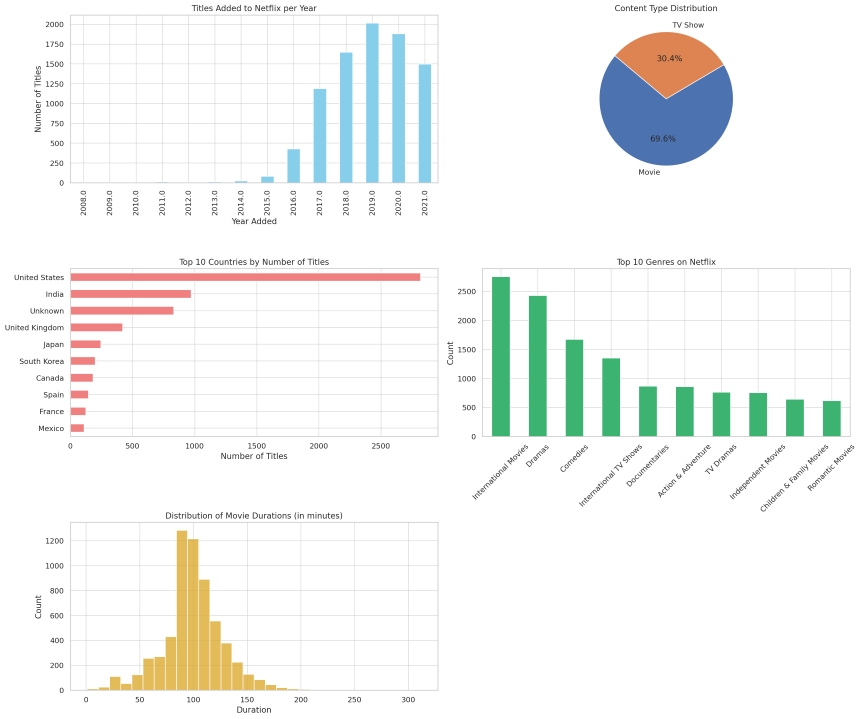 Titles Added to Netflix per Year
Number of Titles
2000
1750
1500
1250
1000
750
500
250
0
2008.0
2009.0
2010.0
2011.0
2012.0
2013.0
2014.0
2015.0
2016.0
2017.0
2018.0
2019.0
2020.0
2021.0
Year Added
Content Type Distribution
TV Show
30.4%
69.6%
Movie
Top 10 Countries by Number of Titles
United States
India
Unknown
United Kingdom
Japan
South Korea
Canada
Spain
France
Mexico
0 500 1000 1500 2000 2500
Number of Titles
Top 10 Genres on Netflix
Count
2500
2000
1500
1000
500
0
International Movies
Dramas
Comedies
International TV Shows
Documentaries
Action & Adventure
TV Dramas
Independent Movies
Children & Family Movies
Romantic Movies
Distribution of Movie Durations (in minutes)
Count
1200
1000
800
600
400
200
0
0 50 100 150 200 250 300
Duration